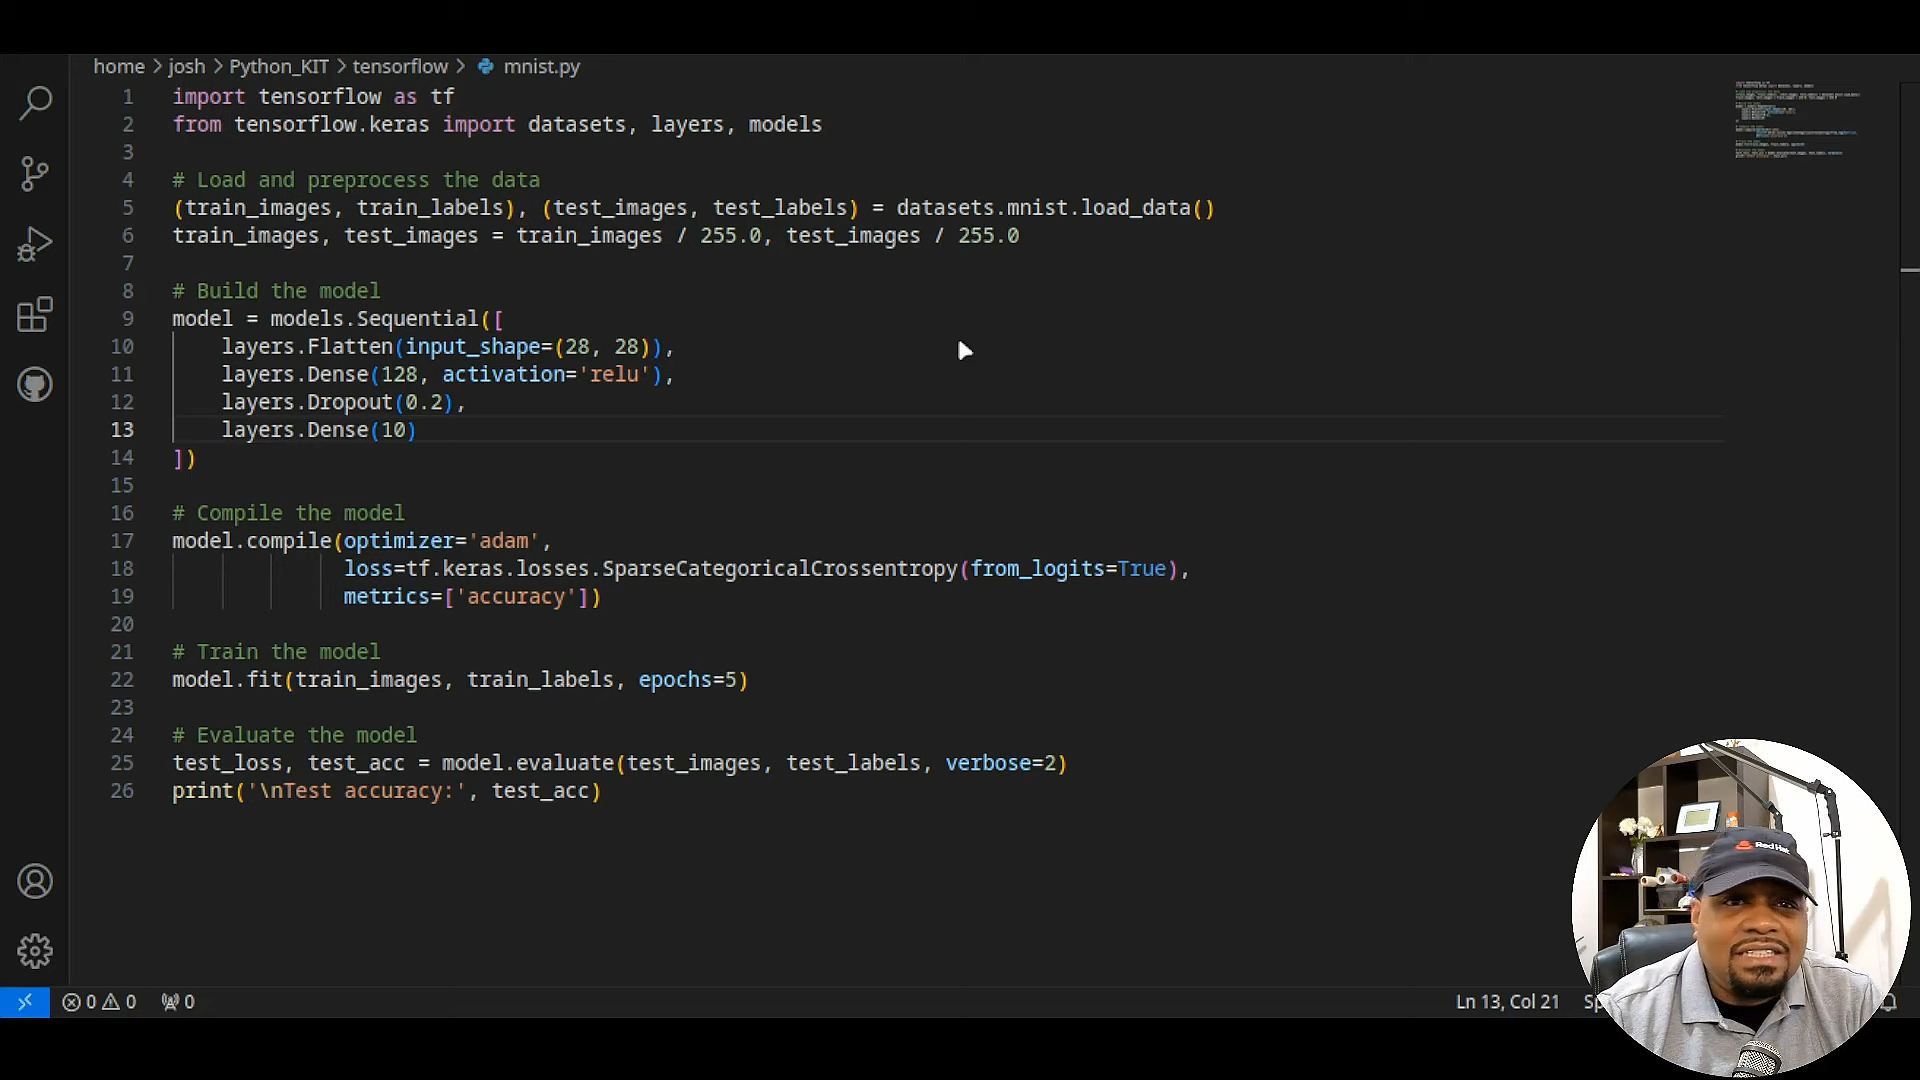 home > josh > Python_KIT > tensorflow > mnist.py
1 import tensorflow as tf
2 from tensorflow.keras import datasets, layers, models
3
4 # Load and preprocess the data
5 (train_images, train_labels), (test_images, test_labels) = datasets.mnist.load_data()
6 train_images, test_images = train_images / 255.0, test_images / 255.0
7
8 # Build the model
9 model = models.Sequential([
10     layers.Flatten(input_shape=(28, 28)),
11     layers.Dense(128, activation='relu'),
12     layers.Dropout(0.2),
13     layers.Dense(10)
14 ])
15
16 # Compile the model
17 model.compile(optimizer='adam',
18               loss=tf.keras.losses.SparseCategoricalCrossentropy(from_logits=True),
19               metrics=['accuracy'])
20
21 # Train the model
22 model.fit(train_images, train_labels, epochs=5)
23
24 # Evaluate the model
25 test_loss, test_acc = model.evaluate(test_images, test_labels, verbose=2)
26 print('\nTest accuracy:', test_acc)
Red Hat
0 0 0 Ln 13, Col 21